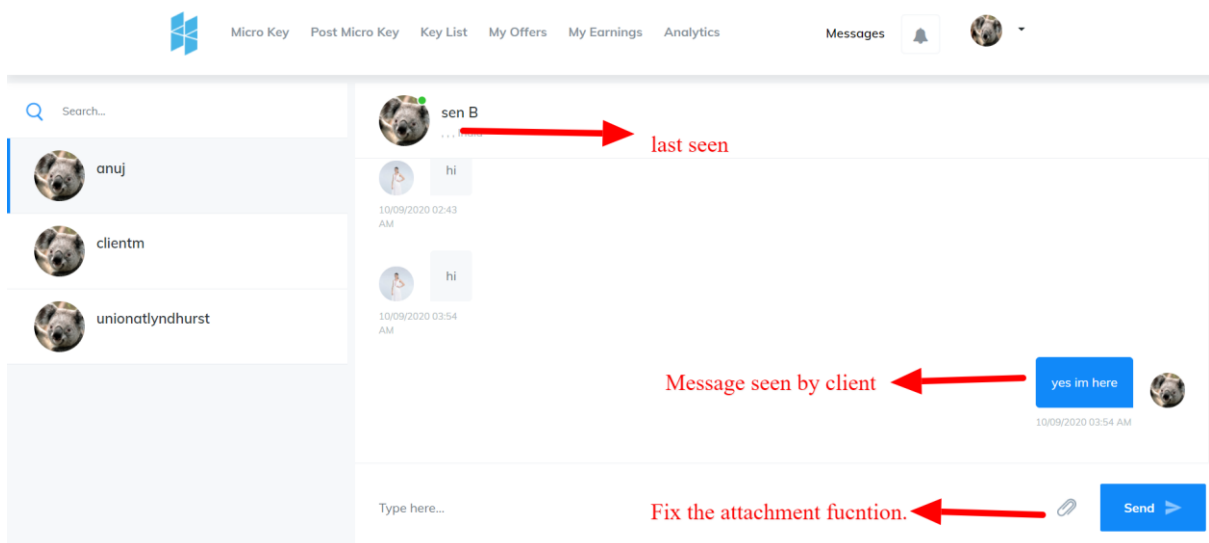 Micro Key Post Micro Key Key List My Offers My Earnings Analytics Messages
Search...
anuj
clientm
unionatlyndhurst
sen B
last seen
hi
10/09/2020 02:43
AM
hi
10/09/2020 03:54
AM
Message seen by client
yes im here
10/09/2020 03:54 AM
Type here...
Fix the attachment fucntion.
Send